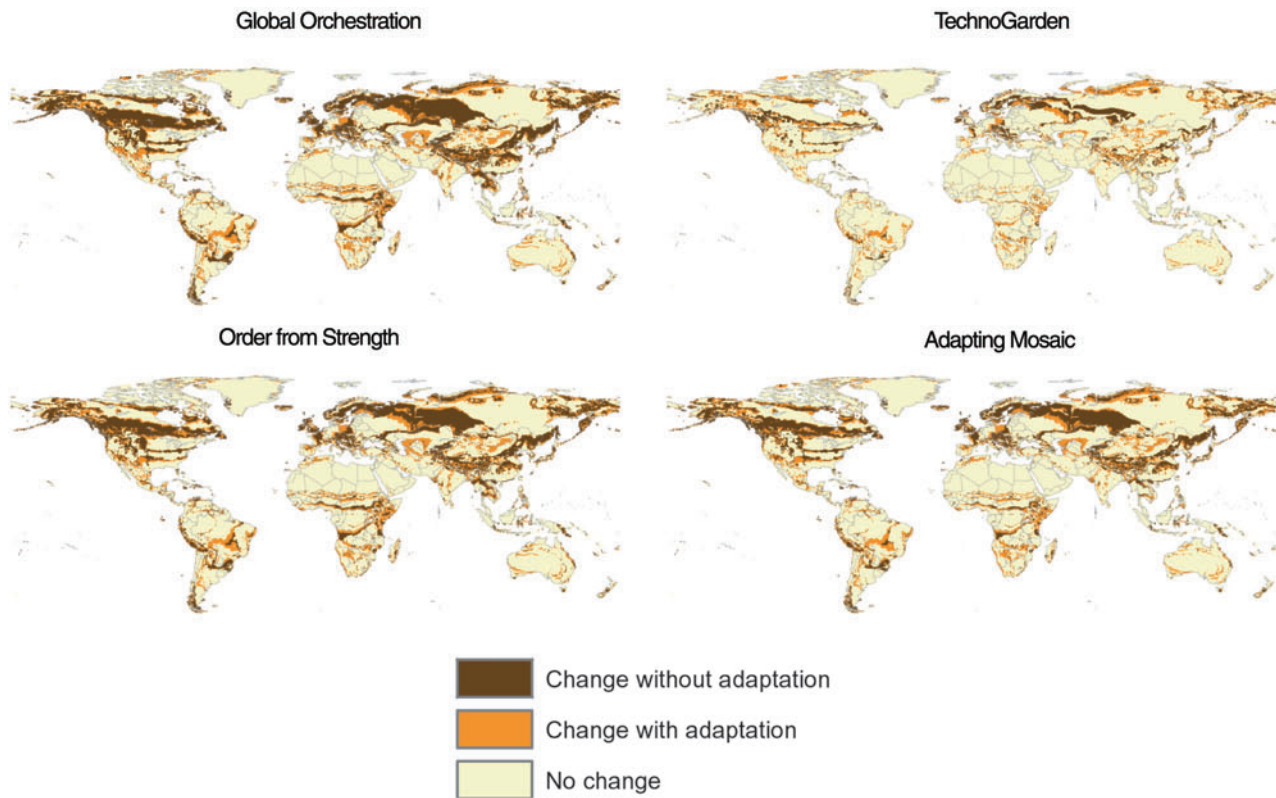 Global Orchestration
TechnoGarden
Order from Strength
Adapting Mosaic
Change without adaptation
Change with adaptation
No change